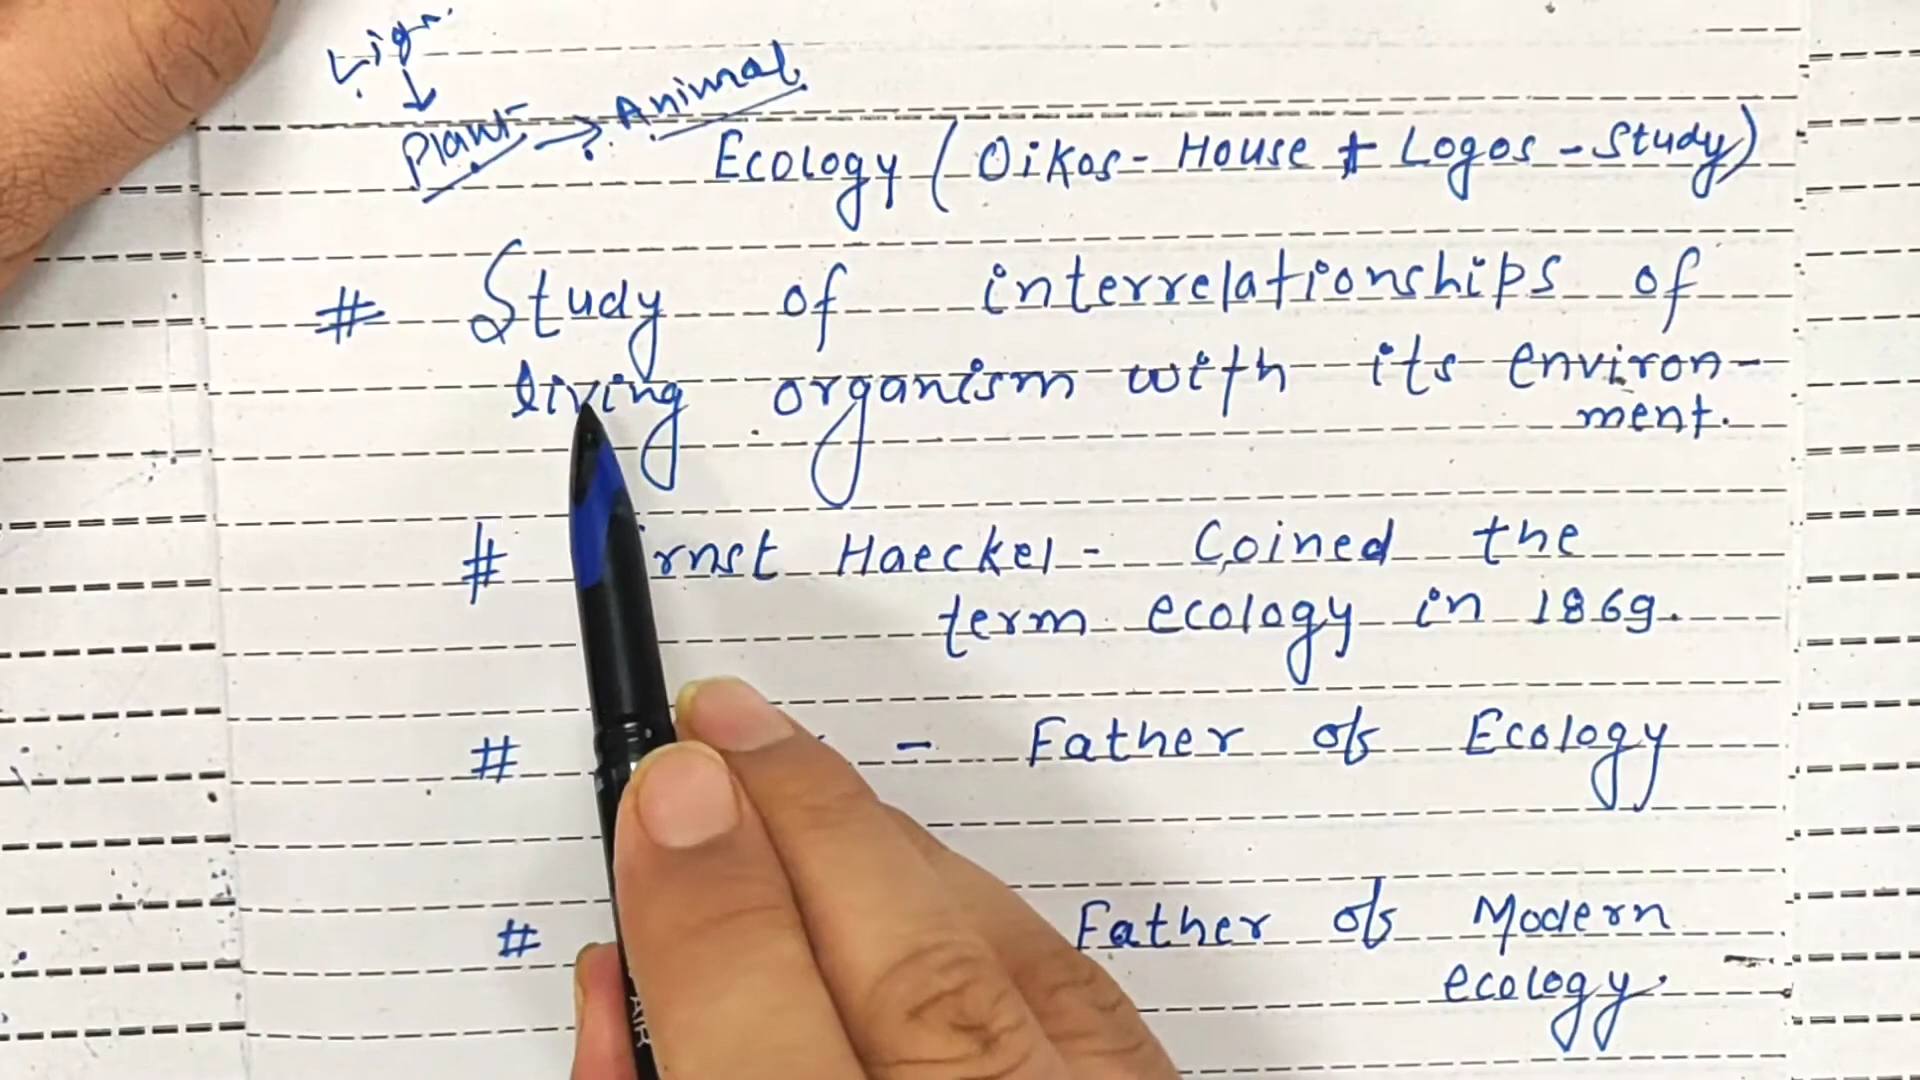 Plant → Animal
Ecology (Oikos - House + Logos - Study)
# Study of interrelationships of
living organism with its environ-
ment.
# rnst Haeckel - Coined the
term ecology in 1869.
# - Father of Ecology
# Father of Modern
ecology.
AIR